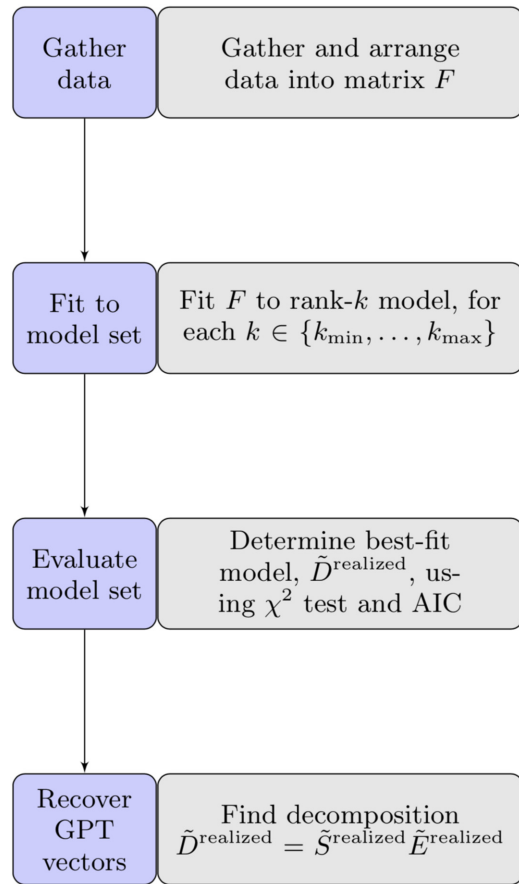 Gather
data
Gather and arrange
data into matrix F
Fit to
model set
Fit F to rank-k model, for
each k ∈ {k_min, . . . , k_max}
Evaluate
model set
Determine best-fit
model, D̃^realized, us-
ing χ² test and AIC
Recover
GPT
vectors
Find decomposition
D̃^realized = S̃^realized Ẽ^realized